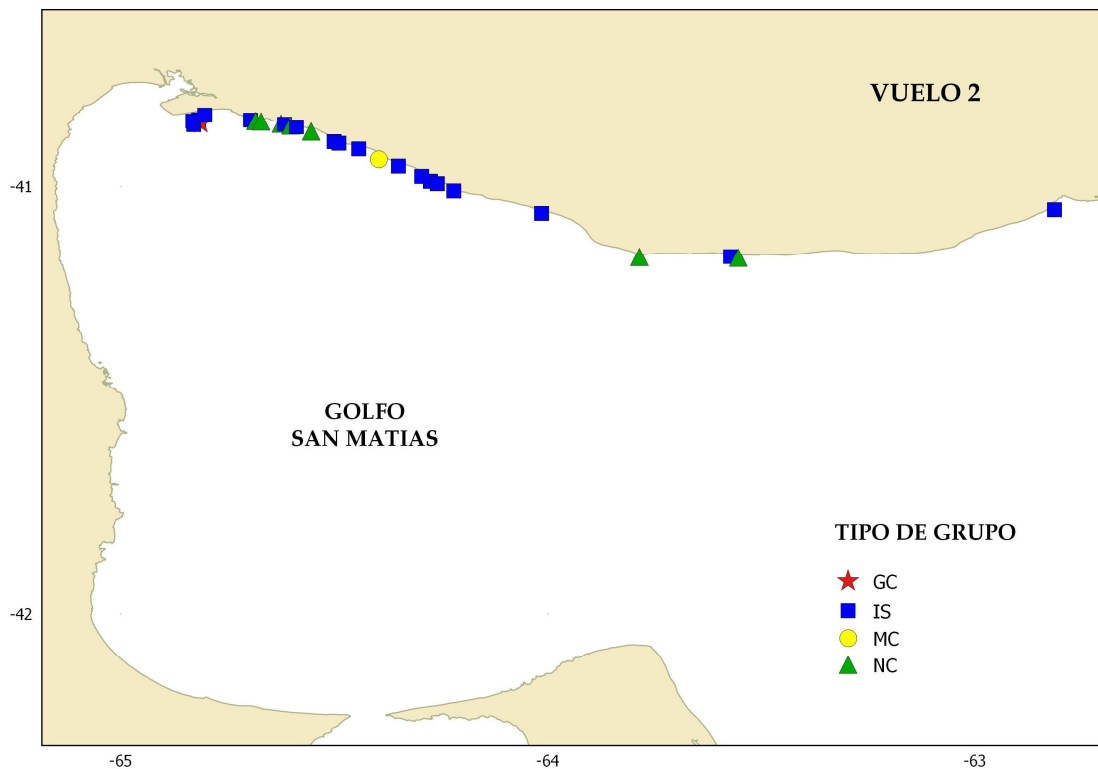 VUELO 2
-41
GOLFO
SAN MATIAS
TIPO DE GRUPO
GC
IS
MC
NC
-42
-65
-64
-63